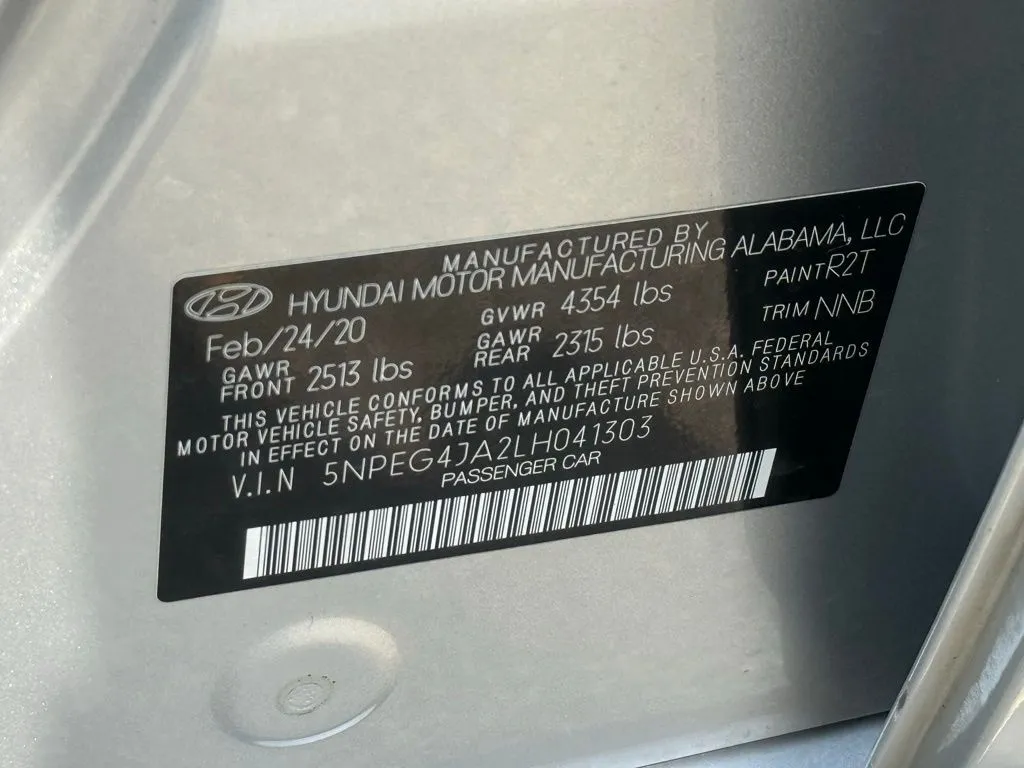 MANUFACTURED BY
HYUNDAI MOTOR MANUFACTURING ALABAMA, LLC
Feb/24/20 GVWR 4354 lbs PAINT R2T
GAWR FRONT 2513 lbs GAWR REAR 2315 lbs TRIM NNB
THIS VEHICLE CONFORMS TO ALL APPLICABLE U.S.A. FEDERAL
MOTOR VEHICLE SAFETY, BUMPER, AND THEFT PREVENTION STANDARDS
IN EFFECT ON THE DATE OF MANUFACTURE SHOWN ABOVE
V.I.N 5NPEG4JA2LH041303
PASSENGER CAR